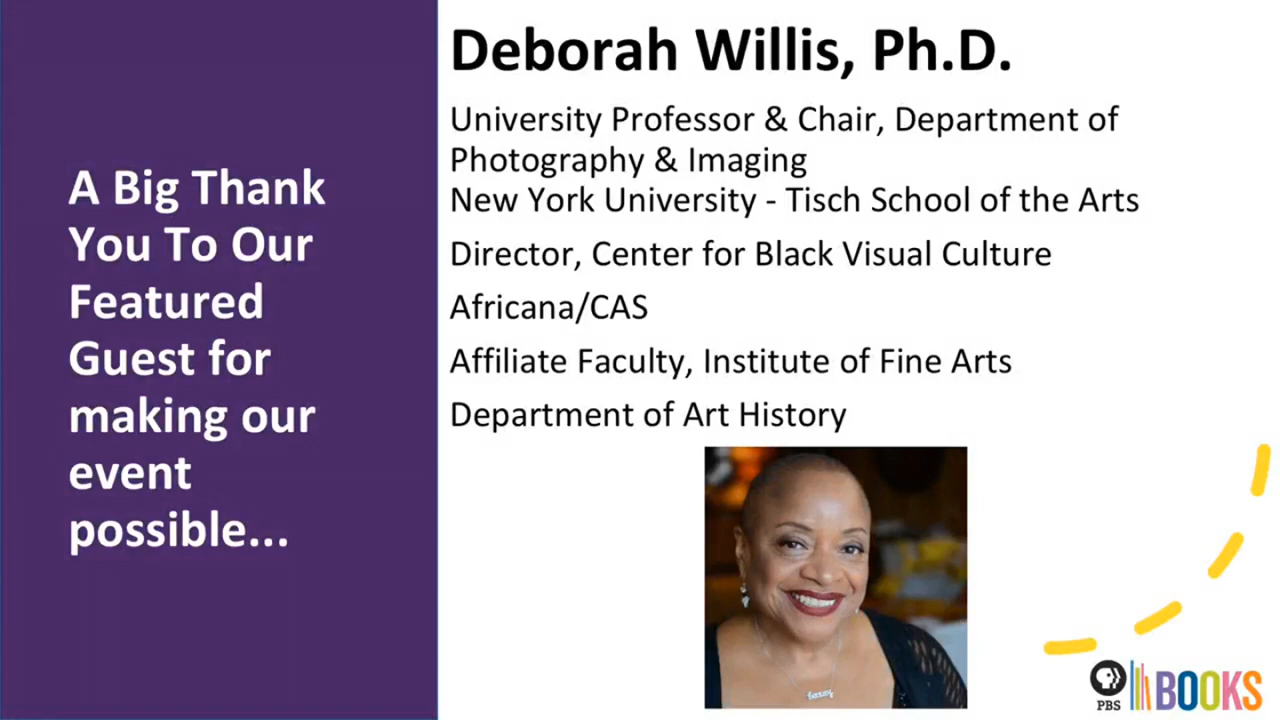 A Big Thank
You To Our
Featured
Guest for
making our
event
possible...
Deborah Willis, Ph.D.
University Professor & Chair, Department of
Photography & Imaging
New York University - Tisch School of the Arts
Director, Center for Black Visual Culture
Africana/CAS
Affiliate Faculty, Institute of Fine Arts
Department of Art History
PBS BOOKS